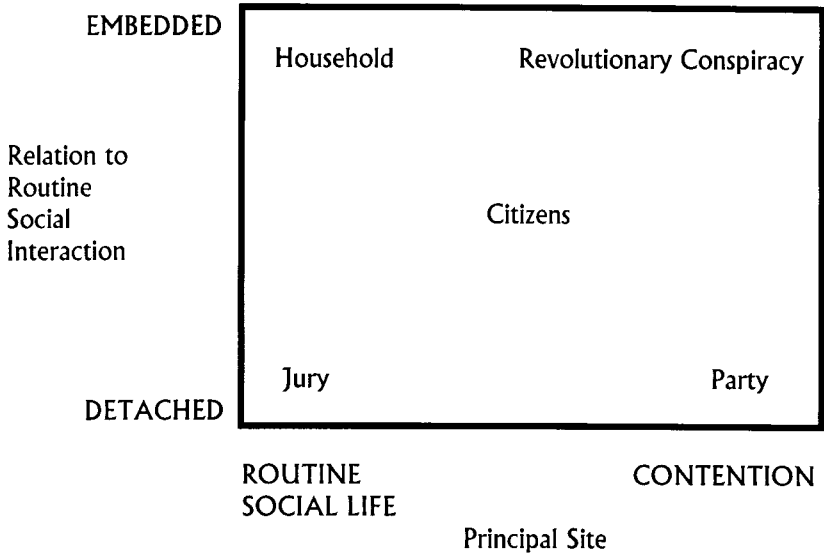 EMBEDDED
Household
Revolutionary Conspiracy
Relation to
Routine
Social
Interaction
Citizens
Jury
Party
DETACHED
ROUTINE
SOCIAL LIFE
CONTENTION
Principal Site